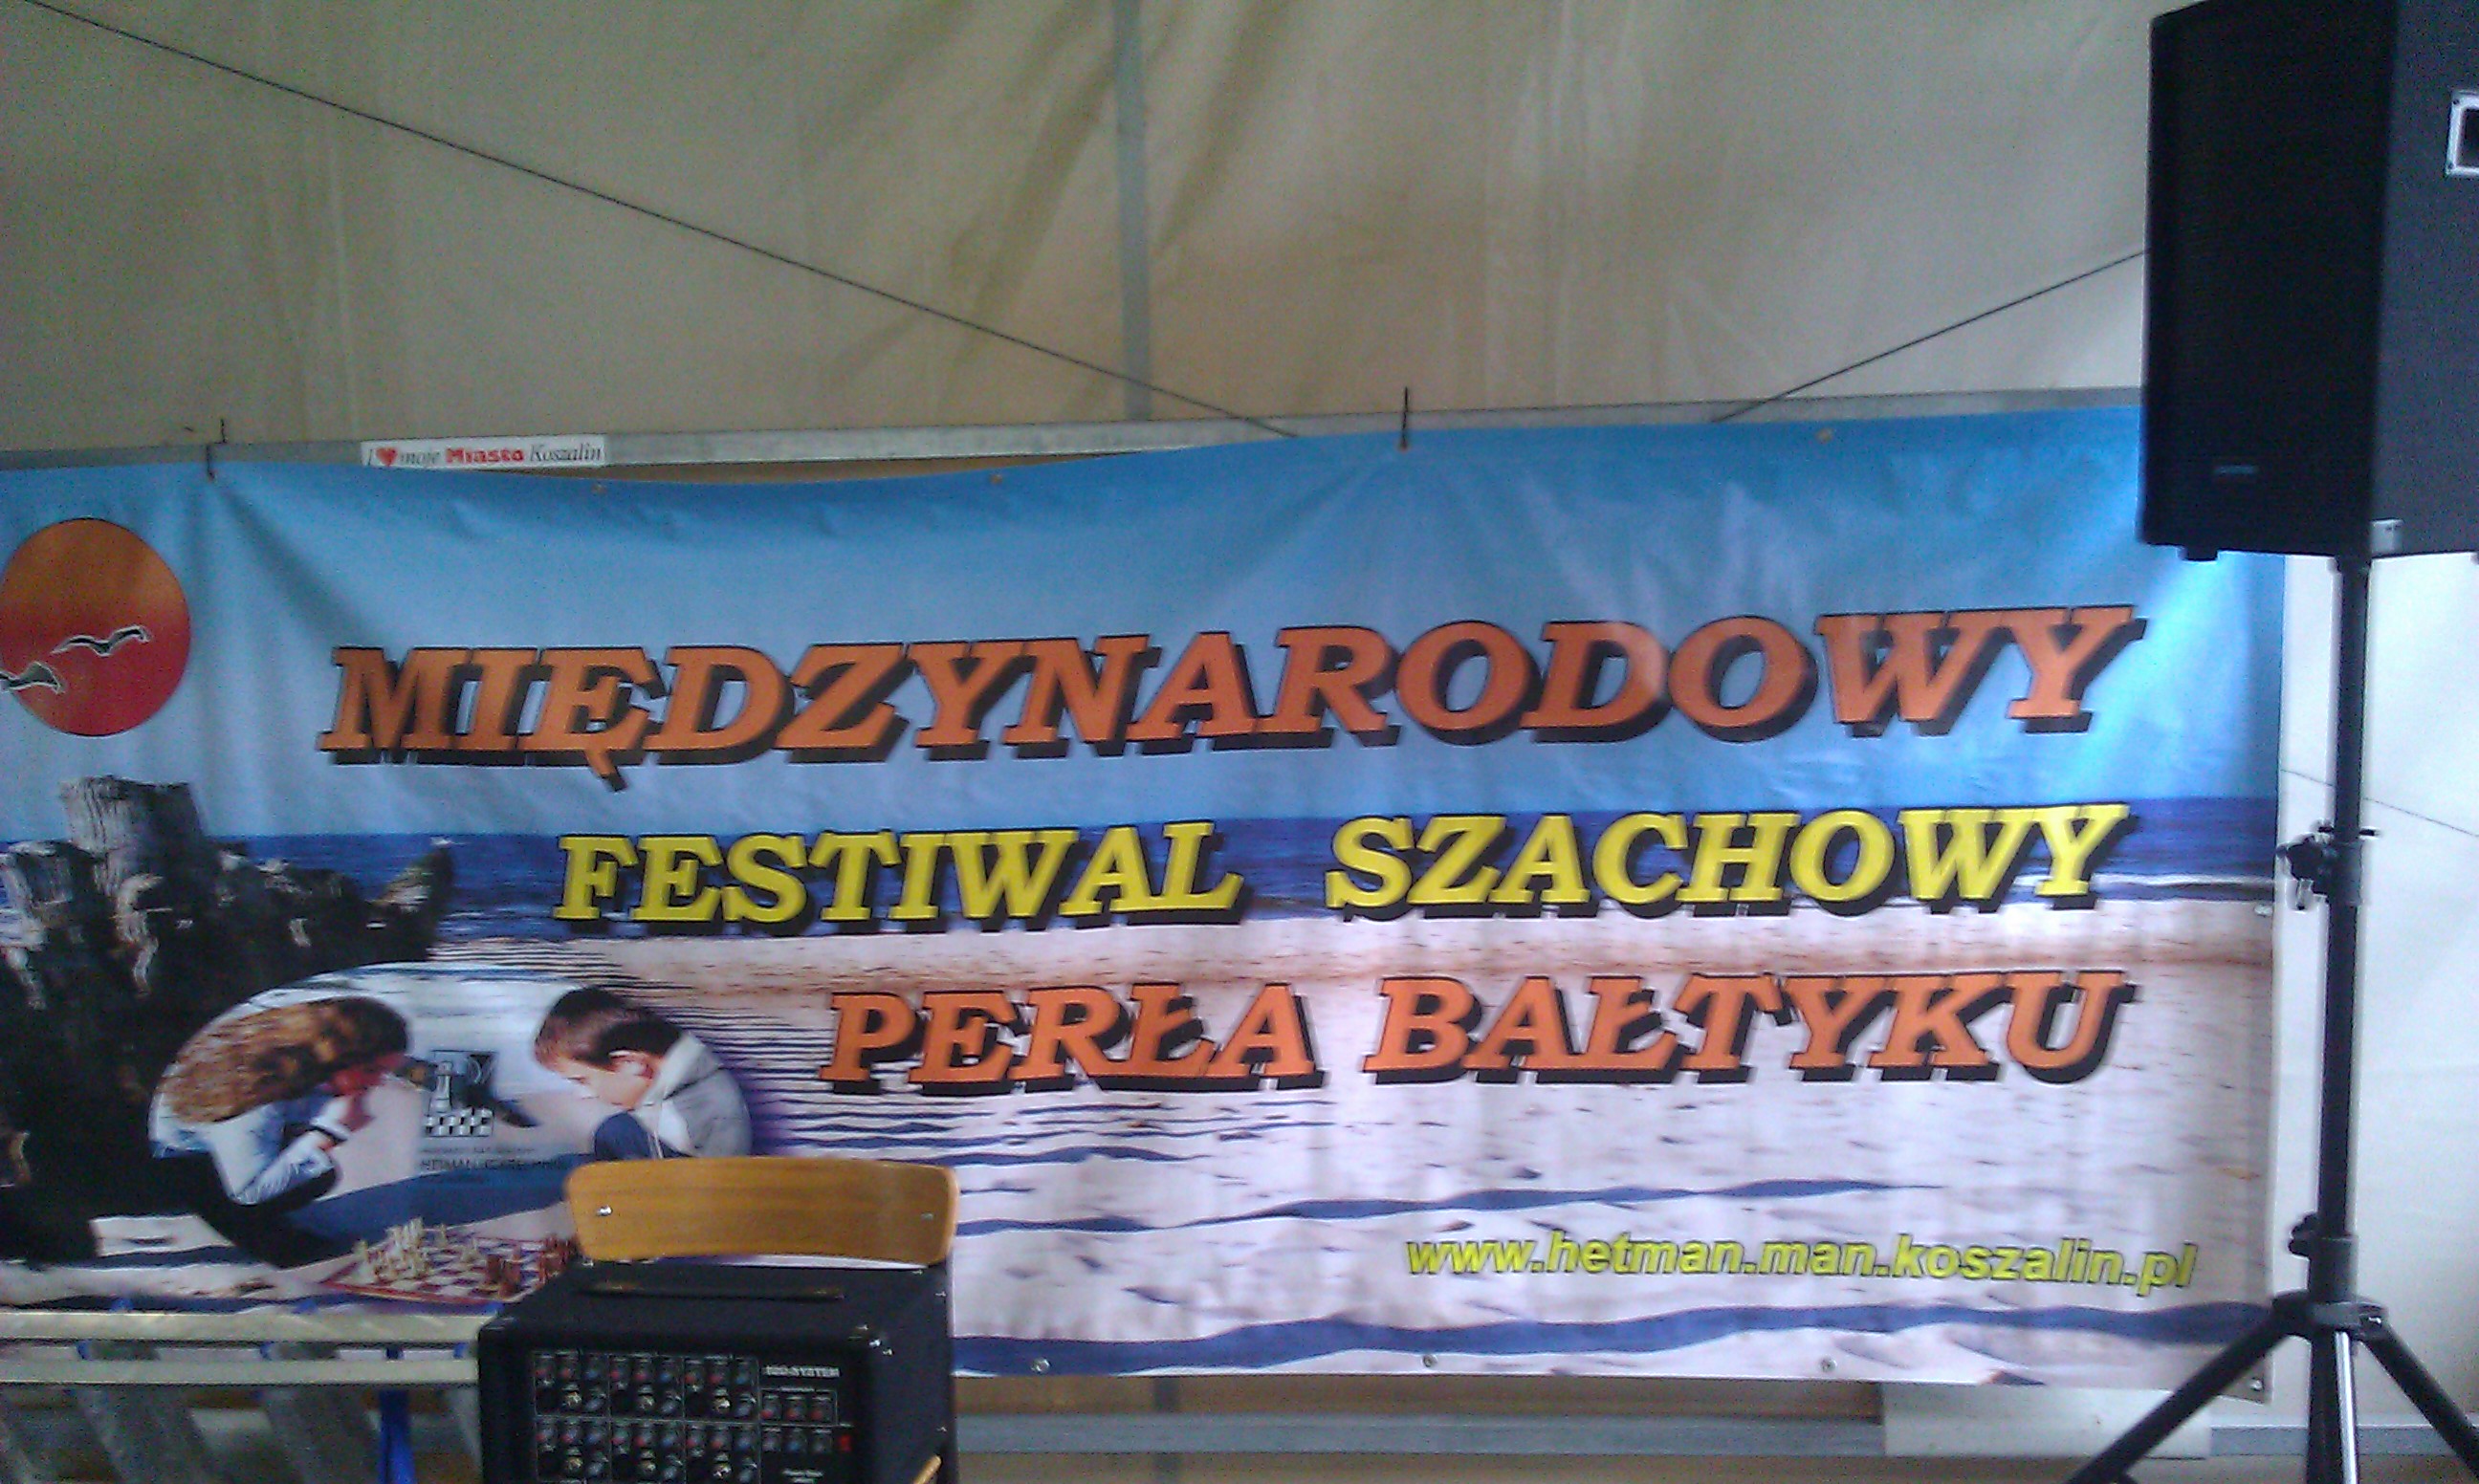 I ❤ moje Miasto Koszalin
MIĘDZYNARODOWY
FESTIWAL SZACHOWY
PERŁA BAŁTYKU
www.hetman.man.koszalin.pl